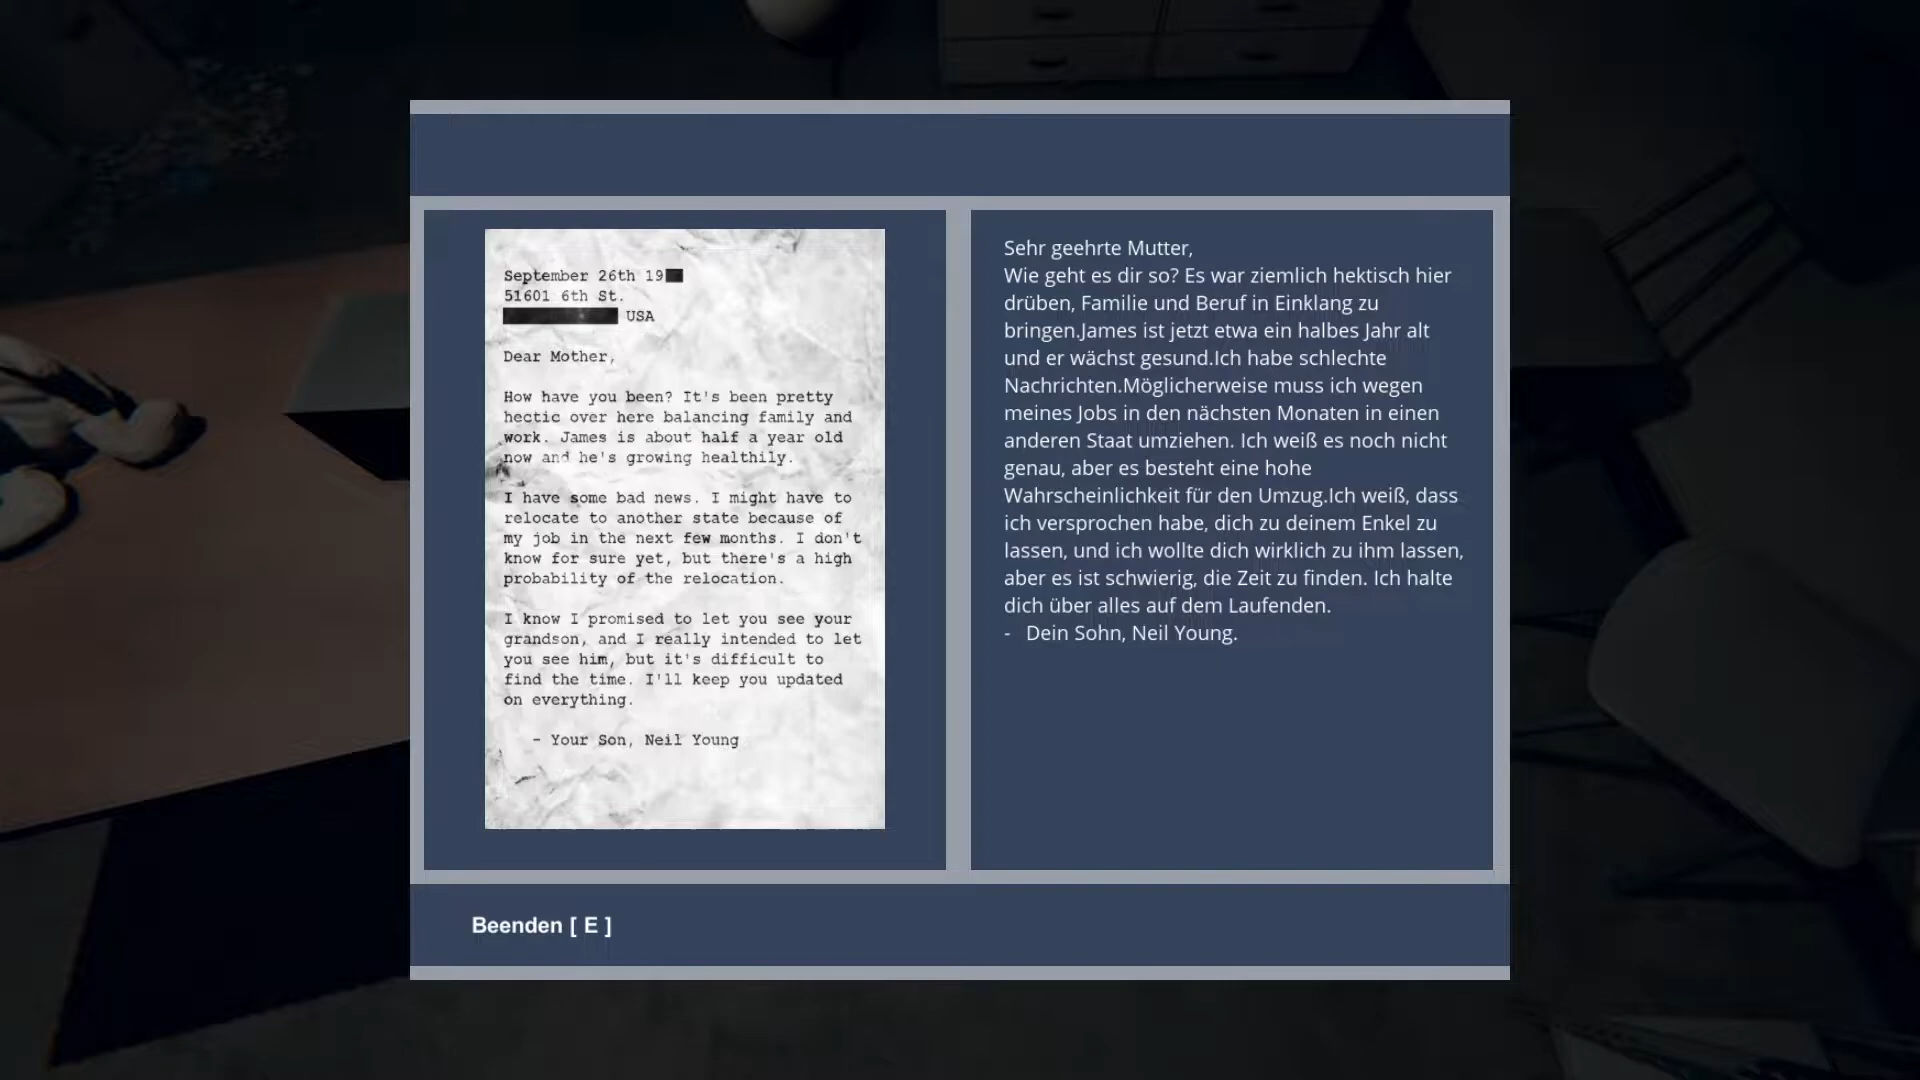 September 26th 19
51601 6th St.
USA
Dear Mother,
How have you been? It's been pretty
hectic over here balancing family and
work. James is about half a year old
now and he's growing healthily.
I have some bad news. I might have to
relocate to another state because of
my job in the next few months. I don't
know for sure yet, but there's a high
probability of the relocation.
I know I promised to let you see your
grandson, and I really intended to let
you see him, but it's difficult to
find the time. I'll keep you updated
on everything.
- Your Son, Neil Young
Sehr geehrte Mutter,
Wie geht es dir so? Es war ziemlich hektisch hier
drüben, Familie und Beruf in Einklang zu
bringen.James ist jetzt etwa ein halbes Jahr alt
und er wächst gesund.Ich habe schlechte
Nachrichten.Möglicherweise muss ich wegen
meines Jobs in den nächsten Monaten in einen
anderen Staat umziehen. Ich weiß es noch nicht
genau, aber es besteht eine hohe
Wahrscheinlichkeit für den Umzug.Ich weiß, dass
ich versprochen habe, dich zu deinem Enkel zu
lassen, und ich wollte dich wirklich zu ihm lassen,
aber es ist schwierig, die Zeit zu finden. Ich halte
dich über alles auf dem Laufenden.
- Dein Sohn, Neil Young.
Beenden [ E ]